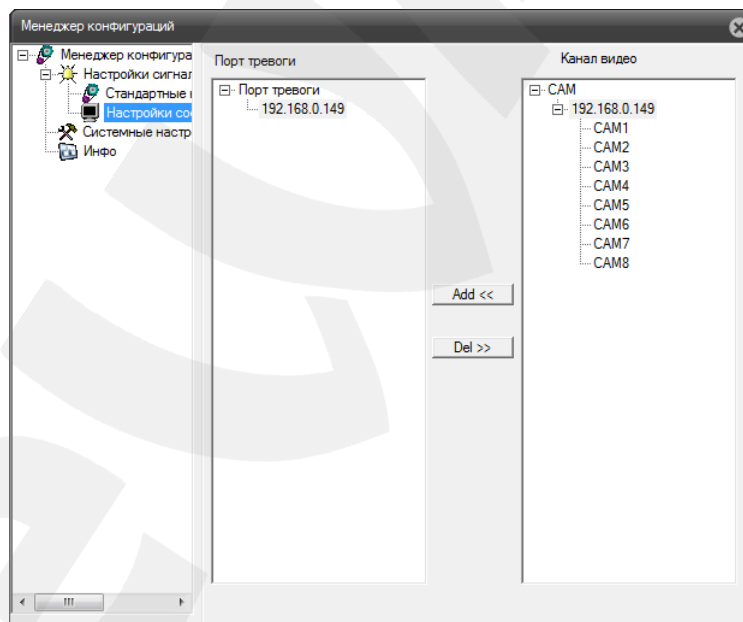 Менеджер конфигураций
Менеджер конфигура
Настройки сигнал
Стандартные
Настройки со
Системные настр
Инфо
Порт тревоги
Порт тревоги
192.168.0.149
Add <<
Del >>
Канал видео
CAM
192.168.0.149
CAM1
CAM2
CAM3
CAM4
CAM5
CAM6
CAM7
CAM8